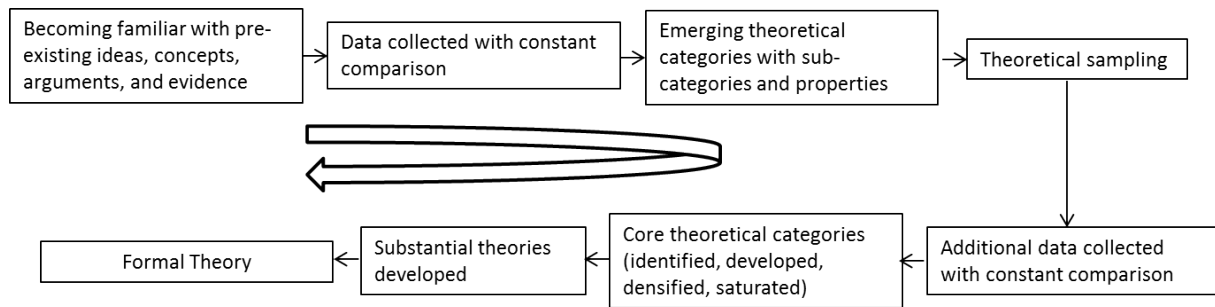 Becoming familiar with pre-
existing ideas, concepts,
arguments, and evidence
Data collected with constant
comparison
Emerging theoretical
categories with sub-
categories and properties
Theoretical sampling
Formal Theory
Substantial theories
developed
Core theoretical categories
(identified, developed,
densified, saturated)
Additional data collected
with constant comparison